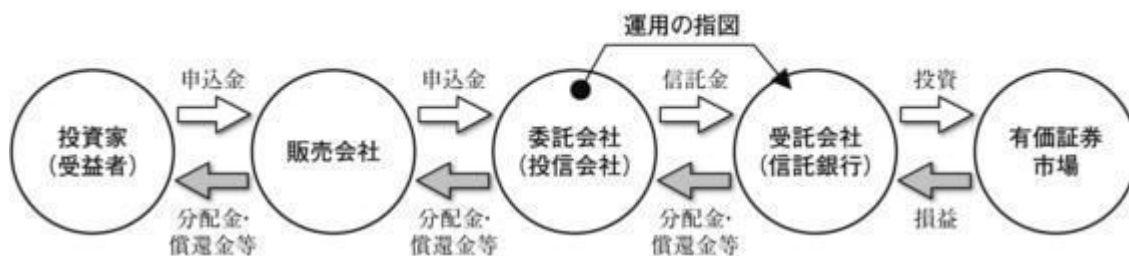 運用の指図
申込金
申込金
信託金
投資
投資家
(受益者)
販売会社
委託会社
(投信会社)
受託会社
(信託銀行)
有価証券
市場
分配金・
償還金等
分配金・
償還金等
分配金・
償還金等
損益